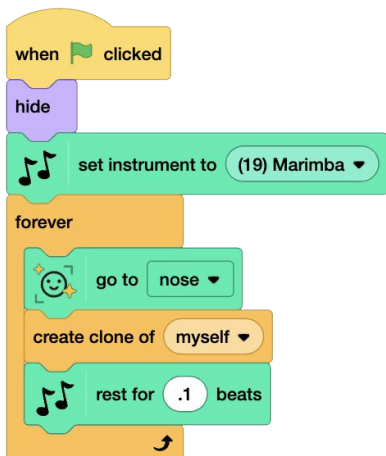 when clicked
hide
set instrument to (19) Marimba
forever
go to nose
create clone of myself
rest for .1 beats